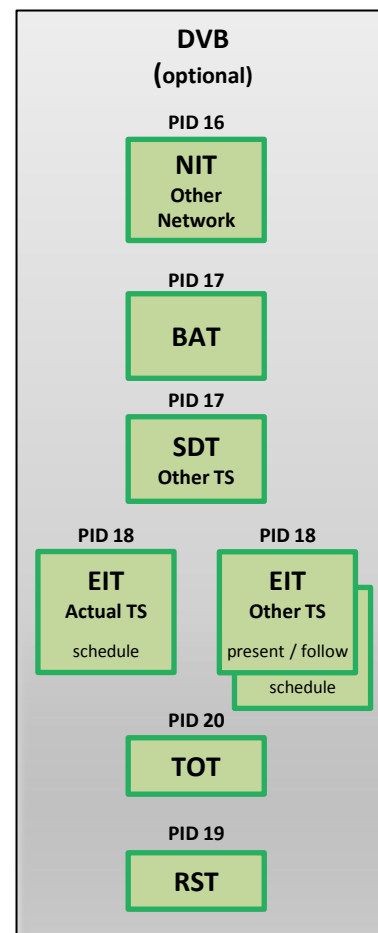 DVB
(optional)
PID 16
NIT
Other
Network
PID 17
BAT
PID 17
SDT
Other TS
PID 18
EIT
Actual TS
schedule
PID 18
EIT
Other TS
present / follow
schedule
PID 20
TOT
PID 19
RST